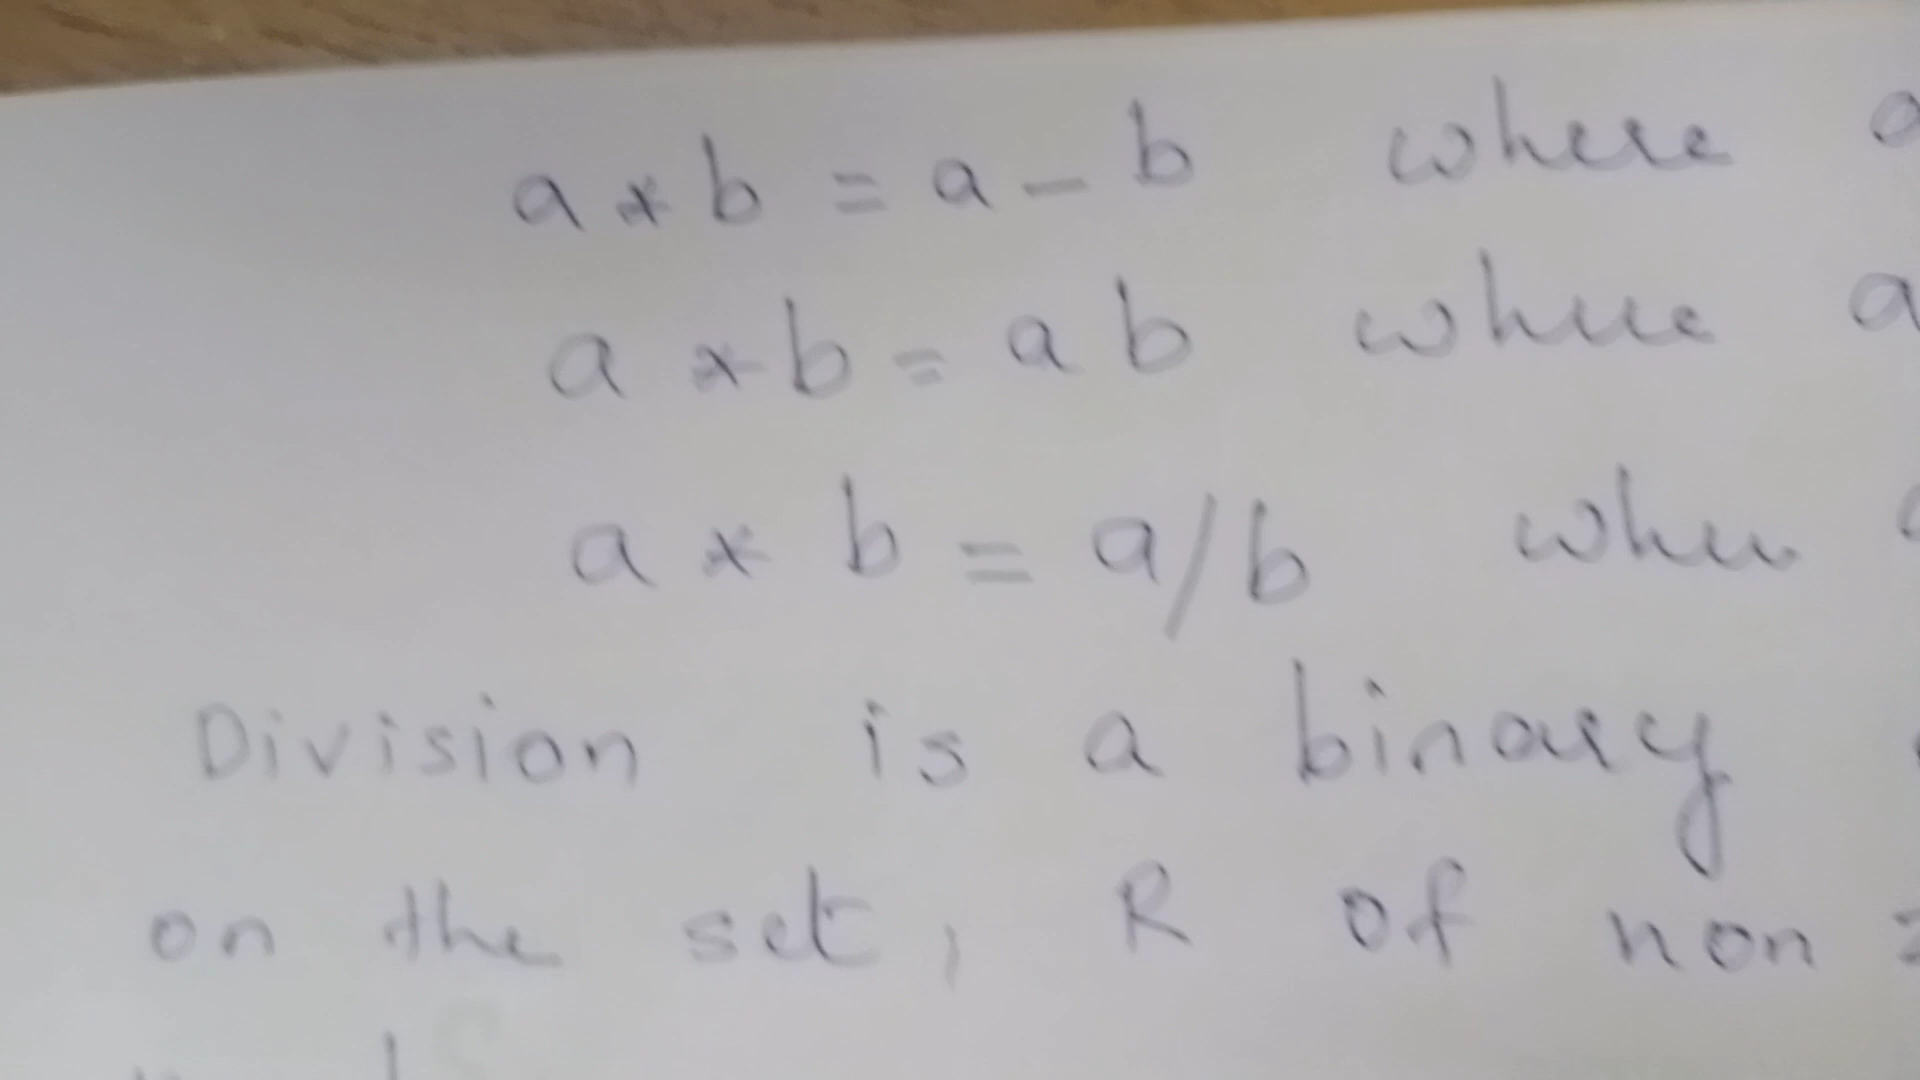 a * b = a - b where
a * b = ab where a
a * b = a/b when
Division is a binary
on the set, R of non